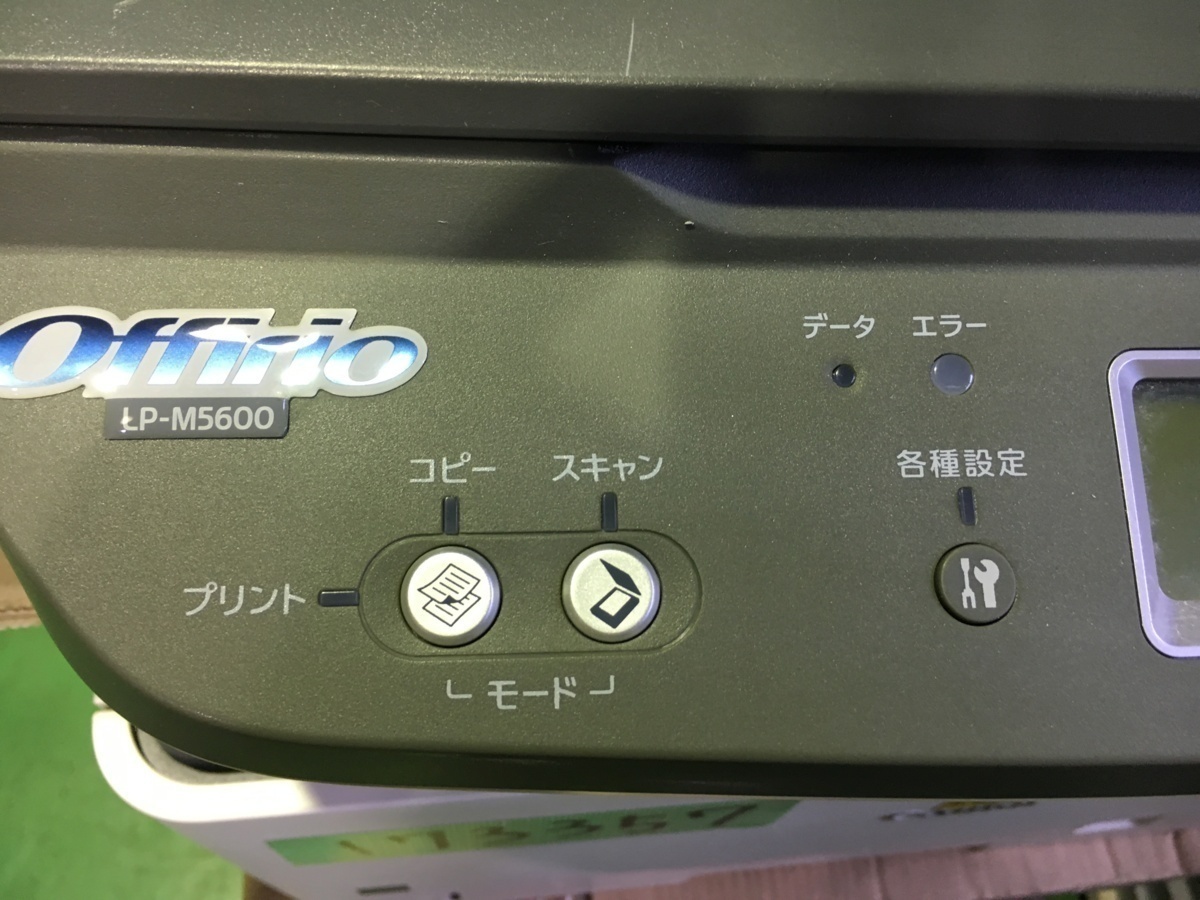 Offirio
LP-M5600
データ エラー
コピー スキャン
各種設定
プリント
モード